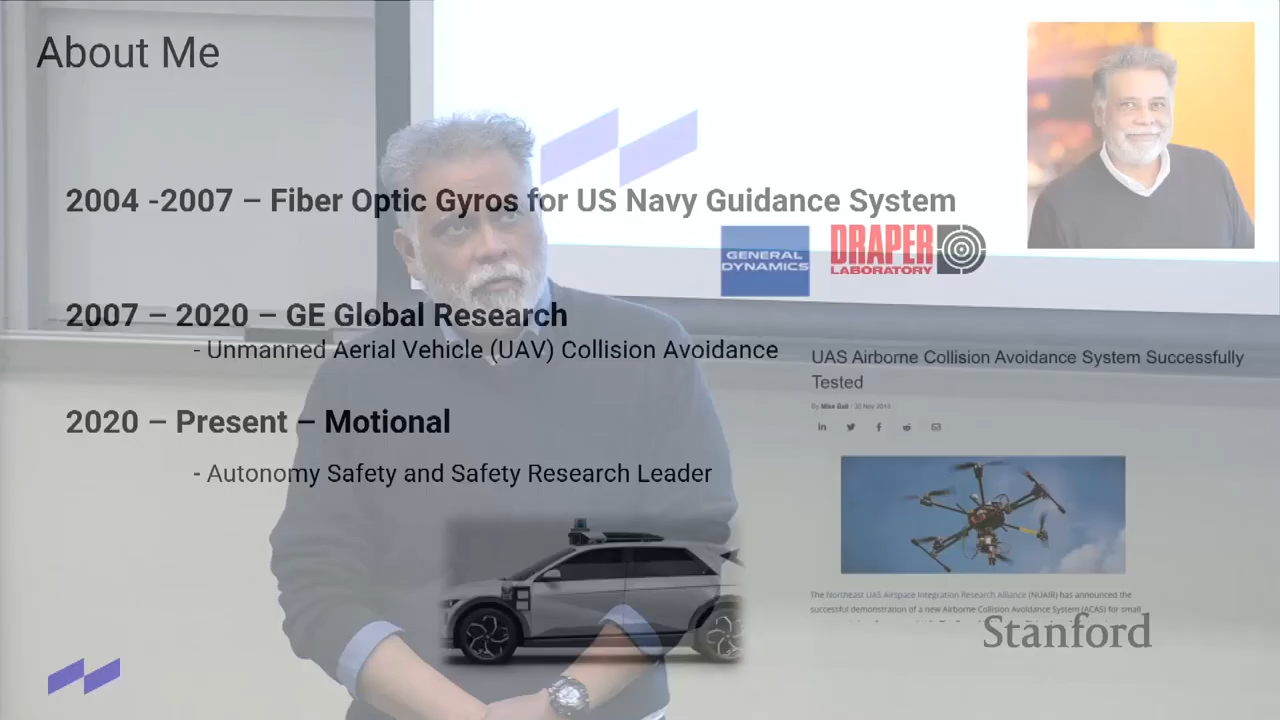 About Me
2004 -2007 – Fiber Optic Gyros for US Navy Guidance System
GENERAL
DYNAMICS
DRAPER
LABORATORY
2007 – 2020 – GE Global Research
- Unmanned Aerial Vehicle (UAV) Collision Avoidance
UAS Airborne Collision Avoidance System Successfully
Tested
By Mike Ball / 30 Nov 2019
2020 – Present – Motional
- Autonomy Safety and Safety Research Leader
The Northeast UAS Airspace Integration Research Alliance (NUAIR) has announced the
successful demonstration of a new Airborne Collision Avoidance System (ACAS) for small
Stanford